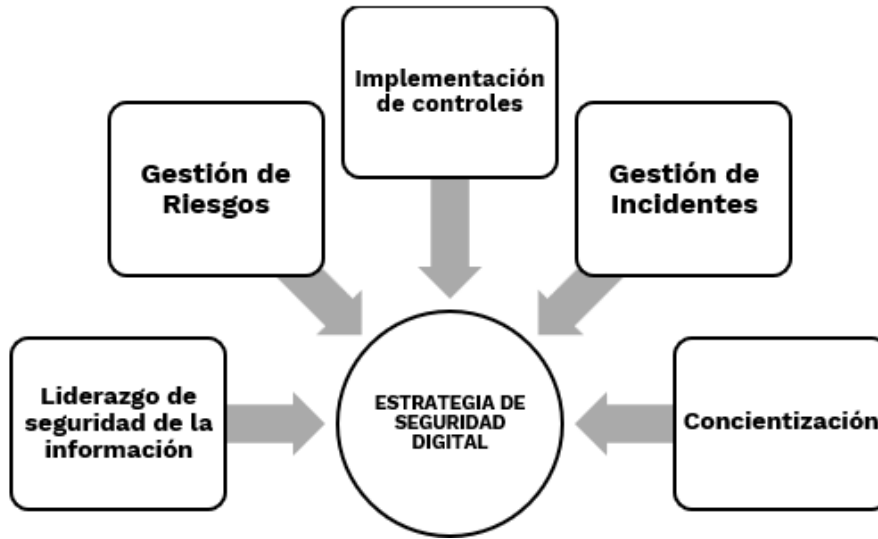 Implementación
de controles
Gestión de
Riesgos
Gestión de
Incidentes
Liderazgo de
seguridad de la
información
ESTRATEGIA DE
SEGURIDAD
DIGITAL
Concientización